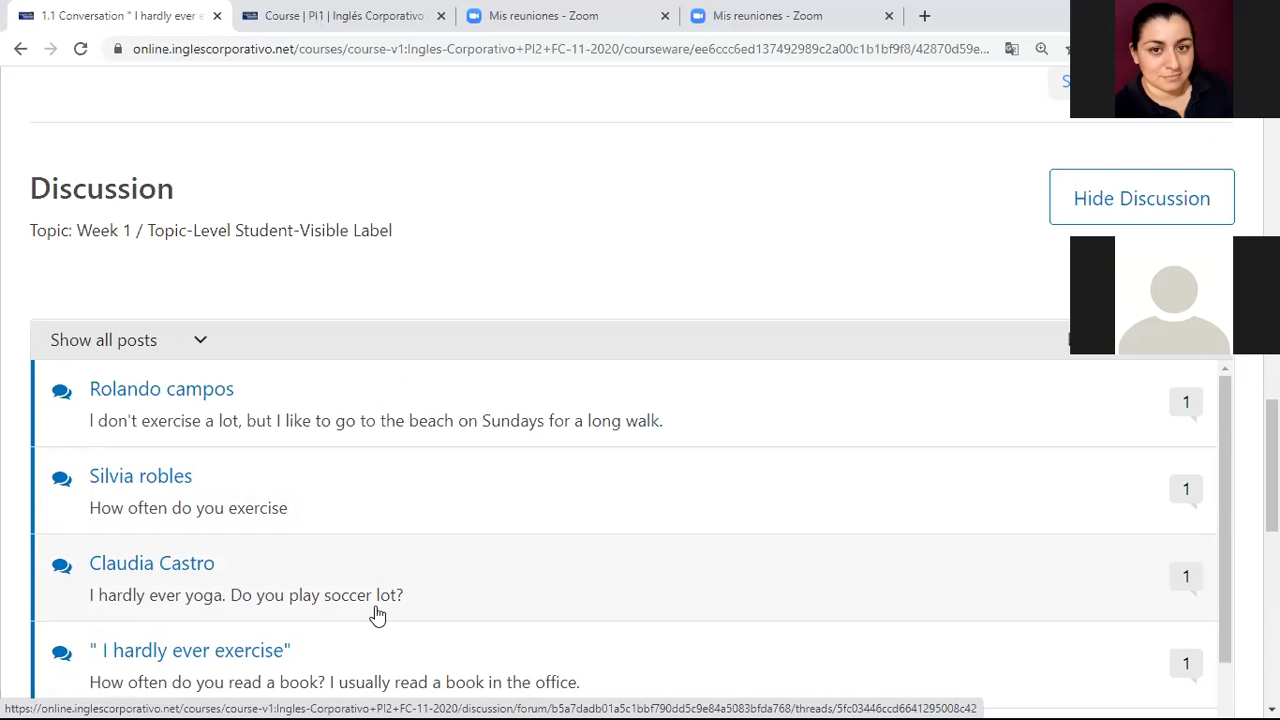 1.1 Conversation " I hardly ever e
Course | PI1 | Inglés Corporativo
Mis reuniones - Zoom
Mis reuniones - Zoom
online.inglescorporativo.net/courses/course-v1:Ingles-Corporativo+PI2+FC-11-2020/courseware/ee6ccc6ed137492989c2a00c1b1bf9f8/42870d59e...
S
Discussion
Hide Discussion
Topic: Week 1 / Topic-Level Student-Visible Label
Show all posts
Rolando campos
1
I don't exercise a lot, but I like to go to the beach on Sundays for a long walk.
Silvia robles
1
How often do you exercise
Claudia Castro
1
I hardly ever yoga. Do you play soccer lot?
" I hardly ever exercise"
1
How often do you read a book? I usually read a book in the office.
https://online.inglescorporativo.net/courses/course-v1:Ingles-Corporativo+PI2+FC-11-2020/discussion/forum/b5a7dadb01a5c1bbf790dd5c9e84a5083bfda768/threads/5fc03446ccd6641295008c42